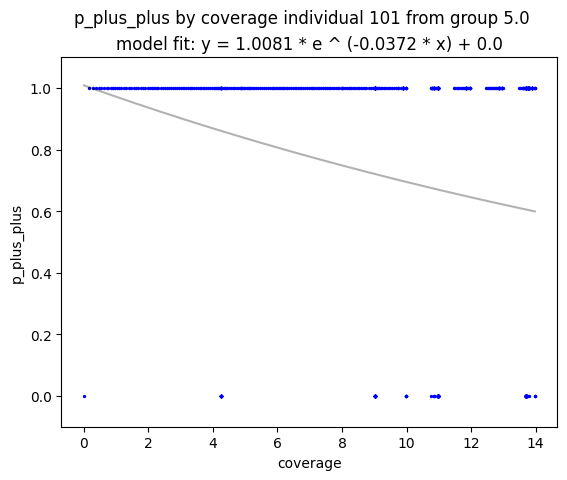 p_plus_plus by coverage individual 101 from group 5.0
model fit: y = 1.0081 * e ^ (-0.0372 * x) + 0.0
1.0
0.8
0.6
0.4
0.2
0.0
p_plus_plus
0 2 4 6 8 10 12 14
coverage